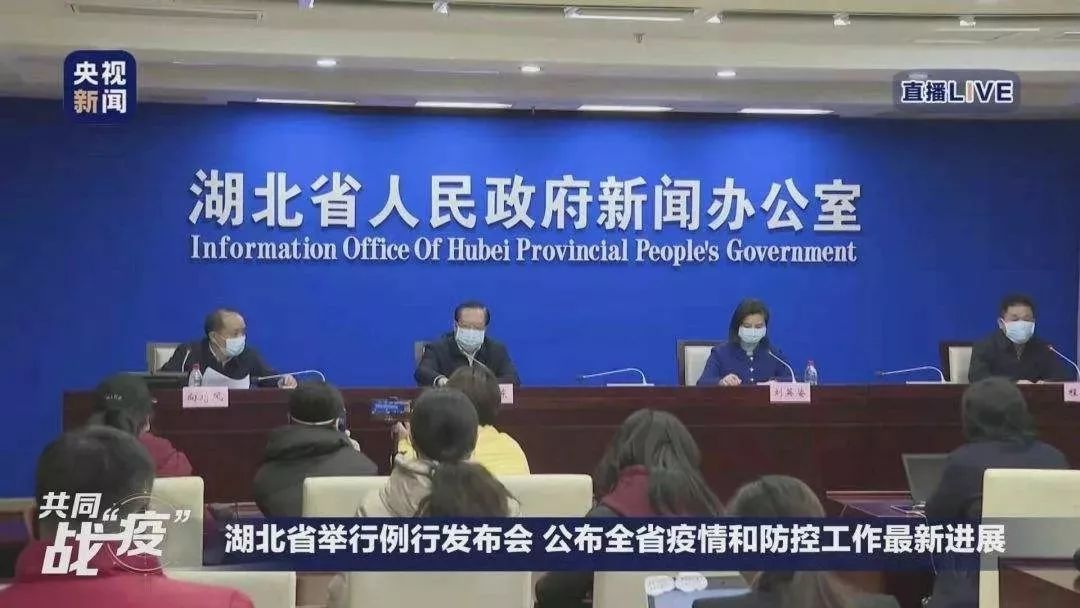 央视
新闻
直播LIVE
湖北省人民政府新闻办公室
Information Office Of Hubei Provincial People's Government
刘英姿
共同
战“疫”
湖北省举行例行发布会 公布全省疫情和防控工作最新进展